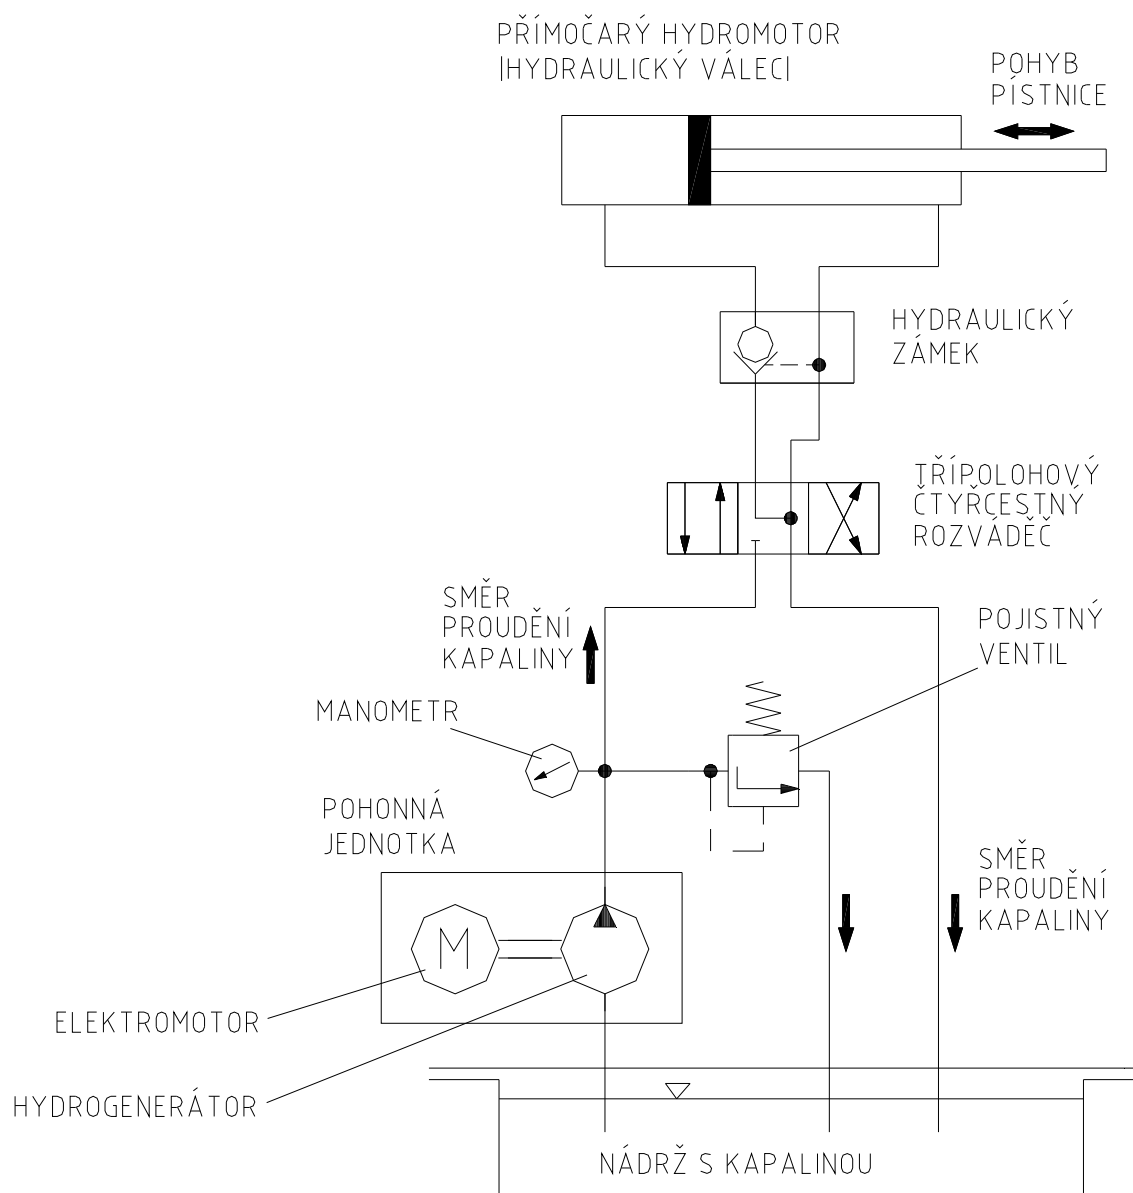 PŘÍMOČARÝ HYDROMOTOR
|HYDRAULICKÝ VÁLEC|
POHYB
PÍSTNICE
HYDRAULICKÝ
ZÁMEK
TŘÍPOLOHOVÝ
ČTYŘCESTNÝ
ROZVÁDĚČ
SMĚR
PROUDĚNÍ
KAPALINY
POJISTNÝ
VENTIL
MANOMETR
POHONNÁ
JEDNOTKA
SMĚR
PROUDĚNÍ
KAPALINY
M
ELEKTROMOTOR
HYDROGENERÁTOR
NÁDRŽ S KAPALINOU